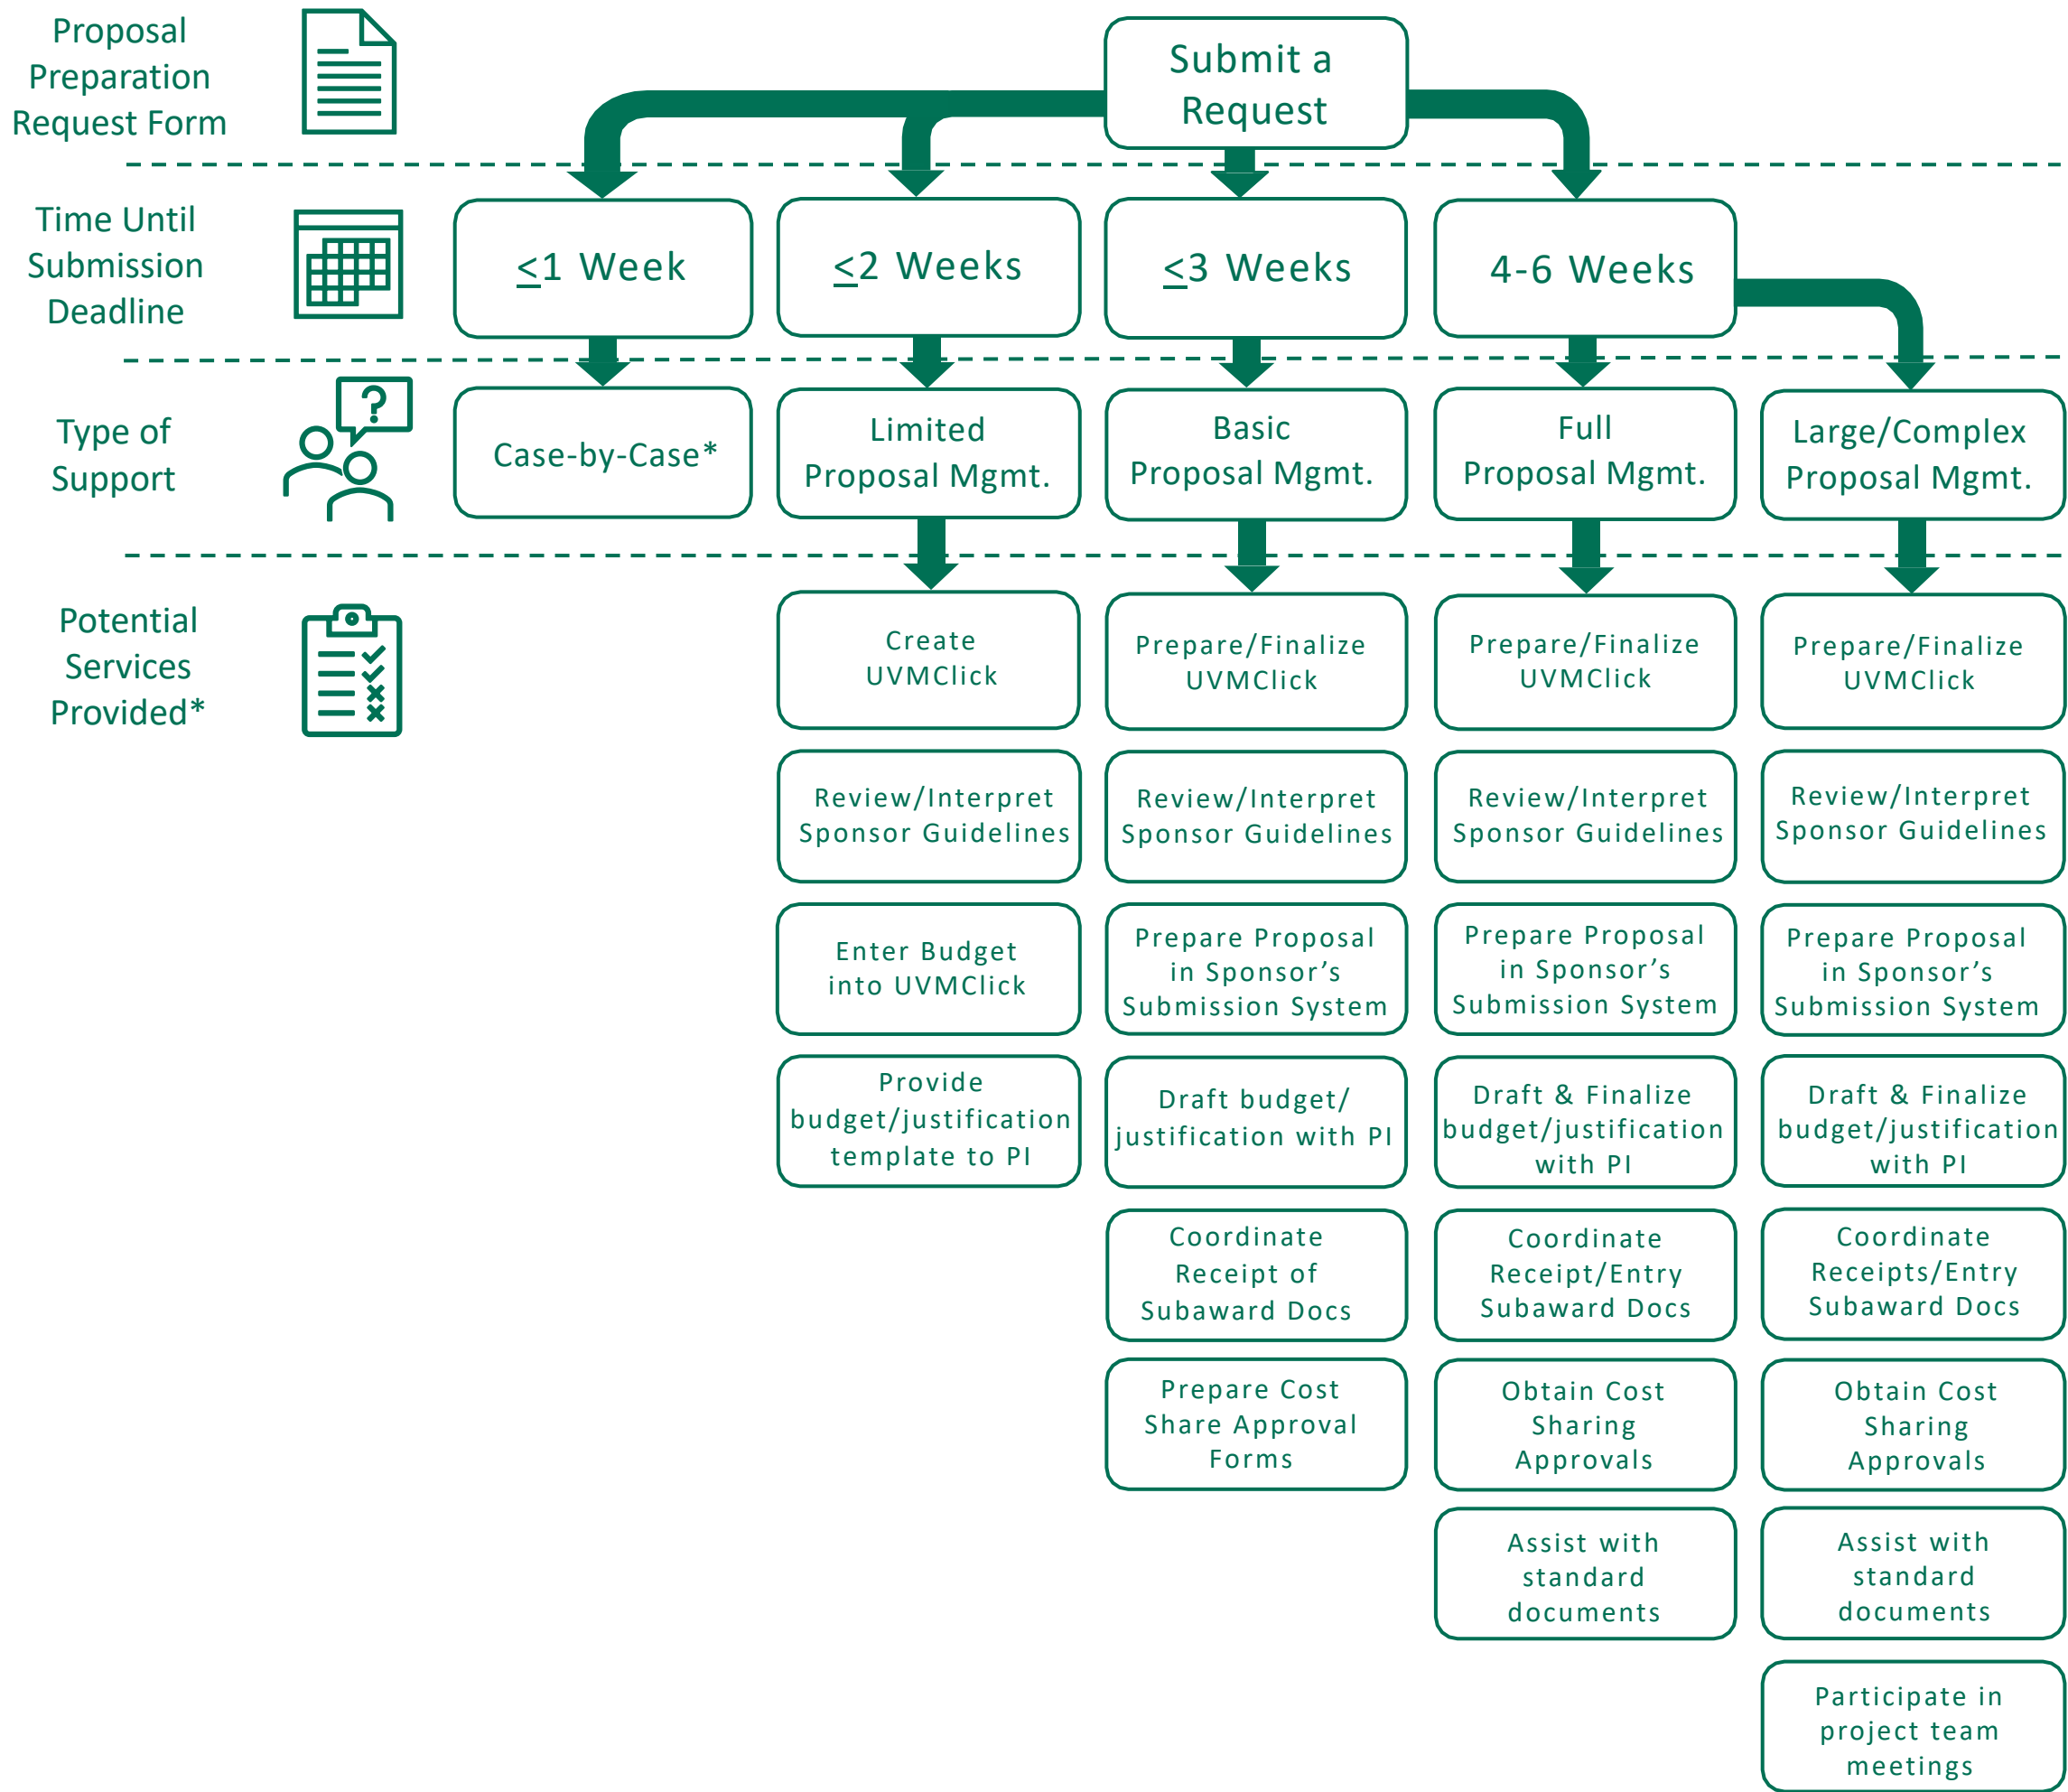 Proposal
Preparation
Request Form
Submit a
Request
Time Until
Submission
Deadline
<1 Week
<2 Weeks
<3 Weeks
4-6 Weeks
Type of
Support
?
Case-by-Case*
Limited
Proposal Mgmt.
Basic
Proposal Mgmt.
Full
Proposal Mgmt.
Large/Complex
Proposal Mgmt.
Potential
Services
Provided*
Create
UVMClick
Prepare/Finalize
UVMClick
Prepare/Finalize
UVMClick
Prepare/Finalize
UVMClick
Review/Interpret
Sponsor Guidelines
Review/Interpret
Sponsor Guidelines
Review/Interpret
Sponsor Guidelines
Review/Interpret
Sponsor Guidelines
Enter Budget
into UVMClick
Prepare Proposal
in Sponsor’s
Submission System
Prepare Proposal
in Sponsor’s
Submission System
Prepare Proposal
in Sponsor’s
Submission System
Provide
budget/justification
template to PI
Draft budget/
justification with PI
Draft & Finalize
budget/justification
with PI
Draft & Finalize
budget/justification
with PI
Coordinate
Receipt of
Subaward Docs
Coordinate
Receipt/Entry
Subaward Docs
Coordinate
Receipts/Entry
Subaward Docs
Prepare Cost
Share Approval
Forms
Obtain Cost
Sharing
Approvals
Obtain Cost
Sharing
Approvals
Assist with
standard
documents
Assist with
standard
documents
Participate in
project team
meetings